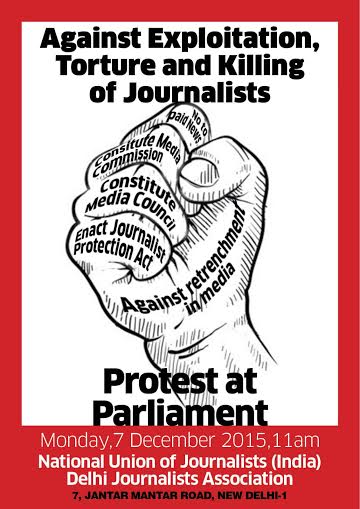 Against Exploitation,
Torture and Killing
of Journalists
No to
paid News
Consitute Media
Commission
Constitute
Media Council
Enact Journalist
Protection Act
Against retrenchment
in media
Protest at
Parliament
Monday,7 December 2015,11am
National Union of Journalists (India)
Delhi Journalists Association
7, JANTAR MANTAR ROAD, NEW DELHI-1